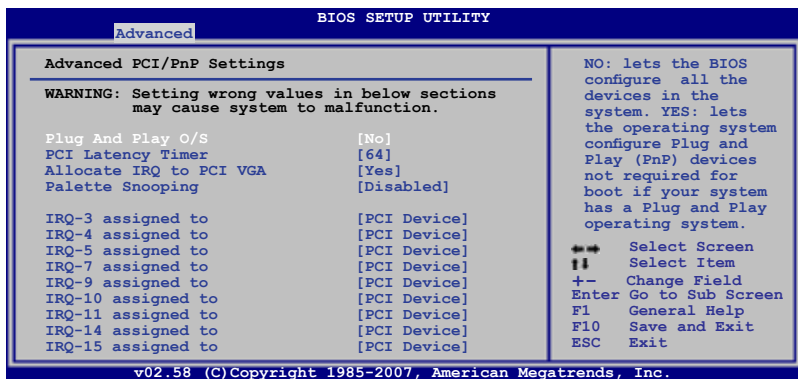 BIOS SETUP UTILITY
Advanced
Advanced PCI/PnP Settings
WARNING: Setting wrong values in below sections
may cause system to malfunction.
Plug And Play O/S [No]
PCI Latency Timer [64]
Allocate IRQ to PCI VGA [Yes]
Palette Snooping [Disabled]
IRQ-3 assigned to [PCI Device]
IRQ-4 assigned to [PCI Device]
IRQ-5 assigned to [PCI Device]
IRQ-7 assigned to [PCI Device]
IRQ-9 assigned to [PCI Device]
IRQ-10 assigned to [PCI Device]
IRQ-11 assigned to [PCI Device]
IRQ-14 assigned to [PCI Device]
IRQ-15 assigned to [PCI Device]
NO: lets the BIOS
configure all the
devices in the
system. YES: lets
the operating system
configure Plug and
Play (PnP) devices
not required for
boot if your system
has a Plug and Play
operating system.
←→ Select Screen
↑↓ Select Item
+- Change Field
Enter Go to Sub Screen
F1 General Help
F10 Save and Exit
ESC Exit
v02.58 (C)Copyright 1985-2007, American Megatrends, Inc.